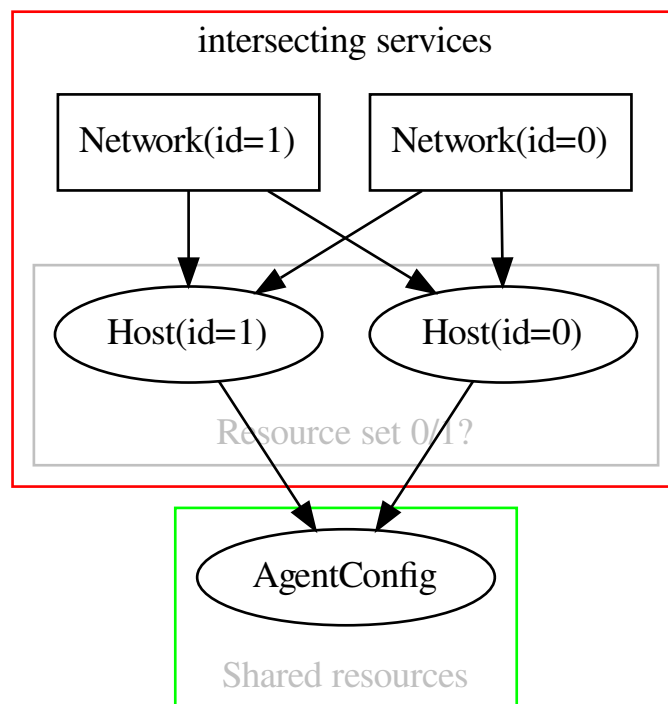 intersecting services
Network(id=1)
Network(id=0)
Host(id=1)
Host(id=0)
Resource set 0/1?
AgentConfig
Shared resources